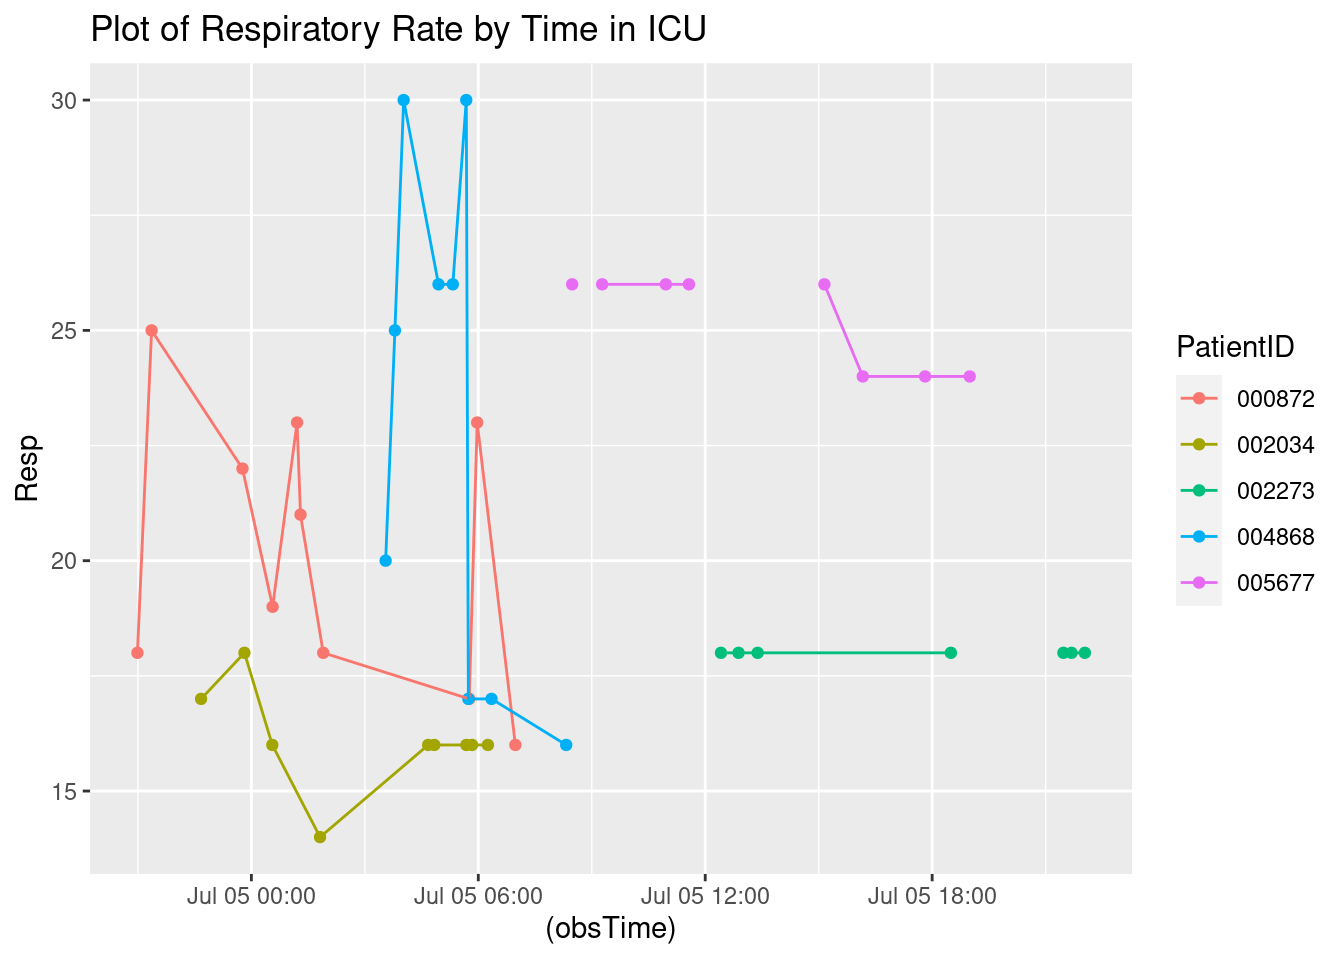 Plot of Respiratory Rate by Time in ICU
30
25
20
15
Resp
Jul 05 00:00
Jul 05 06:00
Jul 05 12:00
Jul 05 18:00
(obsTime)
PatientID
000872
002034
002273
004868
005677